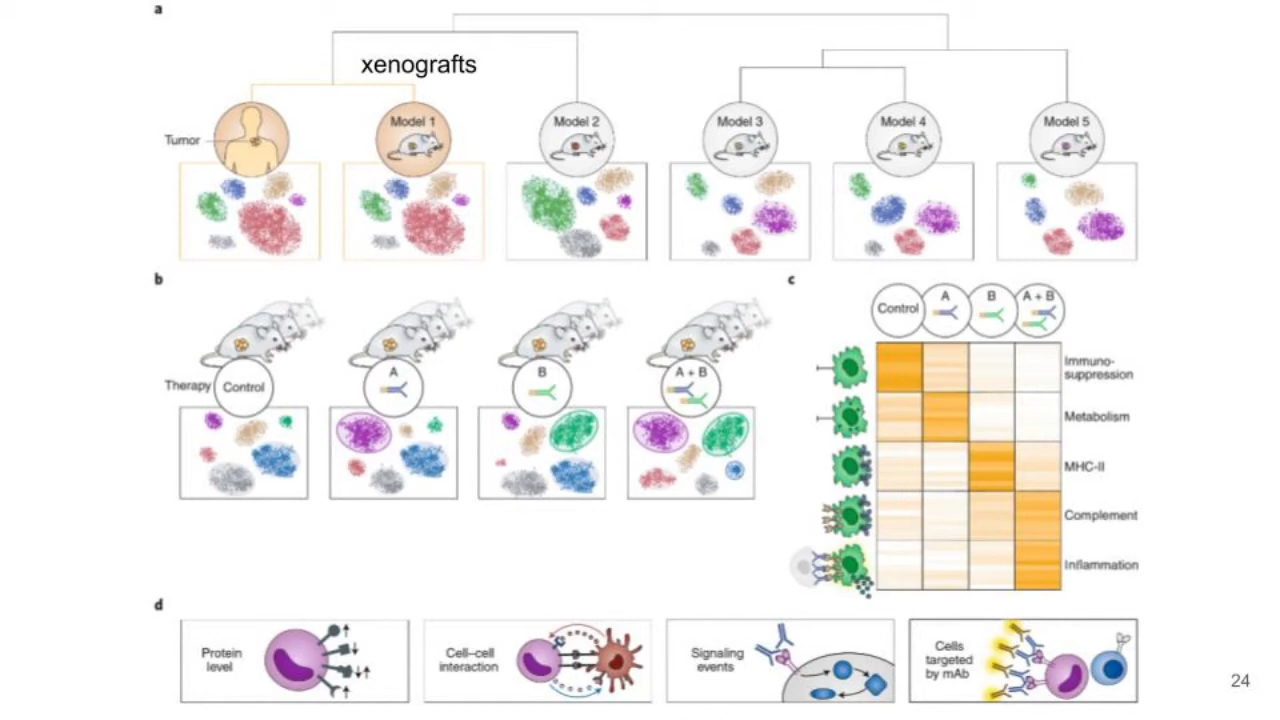 a
xenografts
Tumor
Model 1
Model 2
Model 3
Model 4
Model 5
b
Therapy
Control
A
B
A + B
c
Control
A
B
A + B
Immuno-
suppression
Metabolism
MHC-II
Complement
Inflammation
d
Protein
level
Cell–cell
interaction
Signaling
events
Cells
targeted
by mAb
24